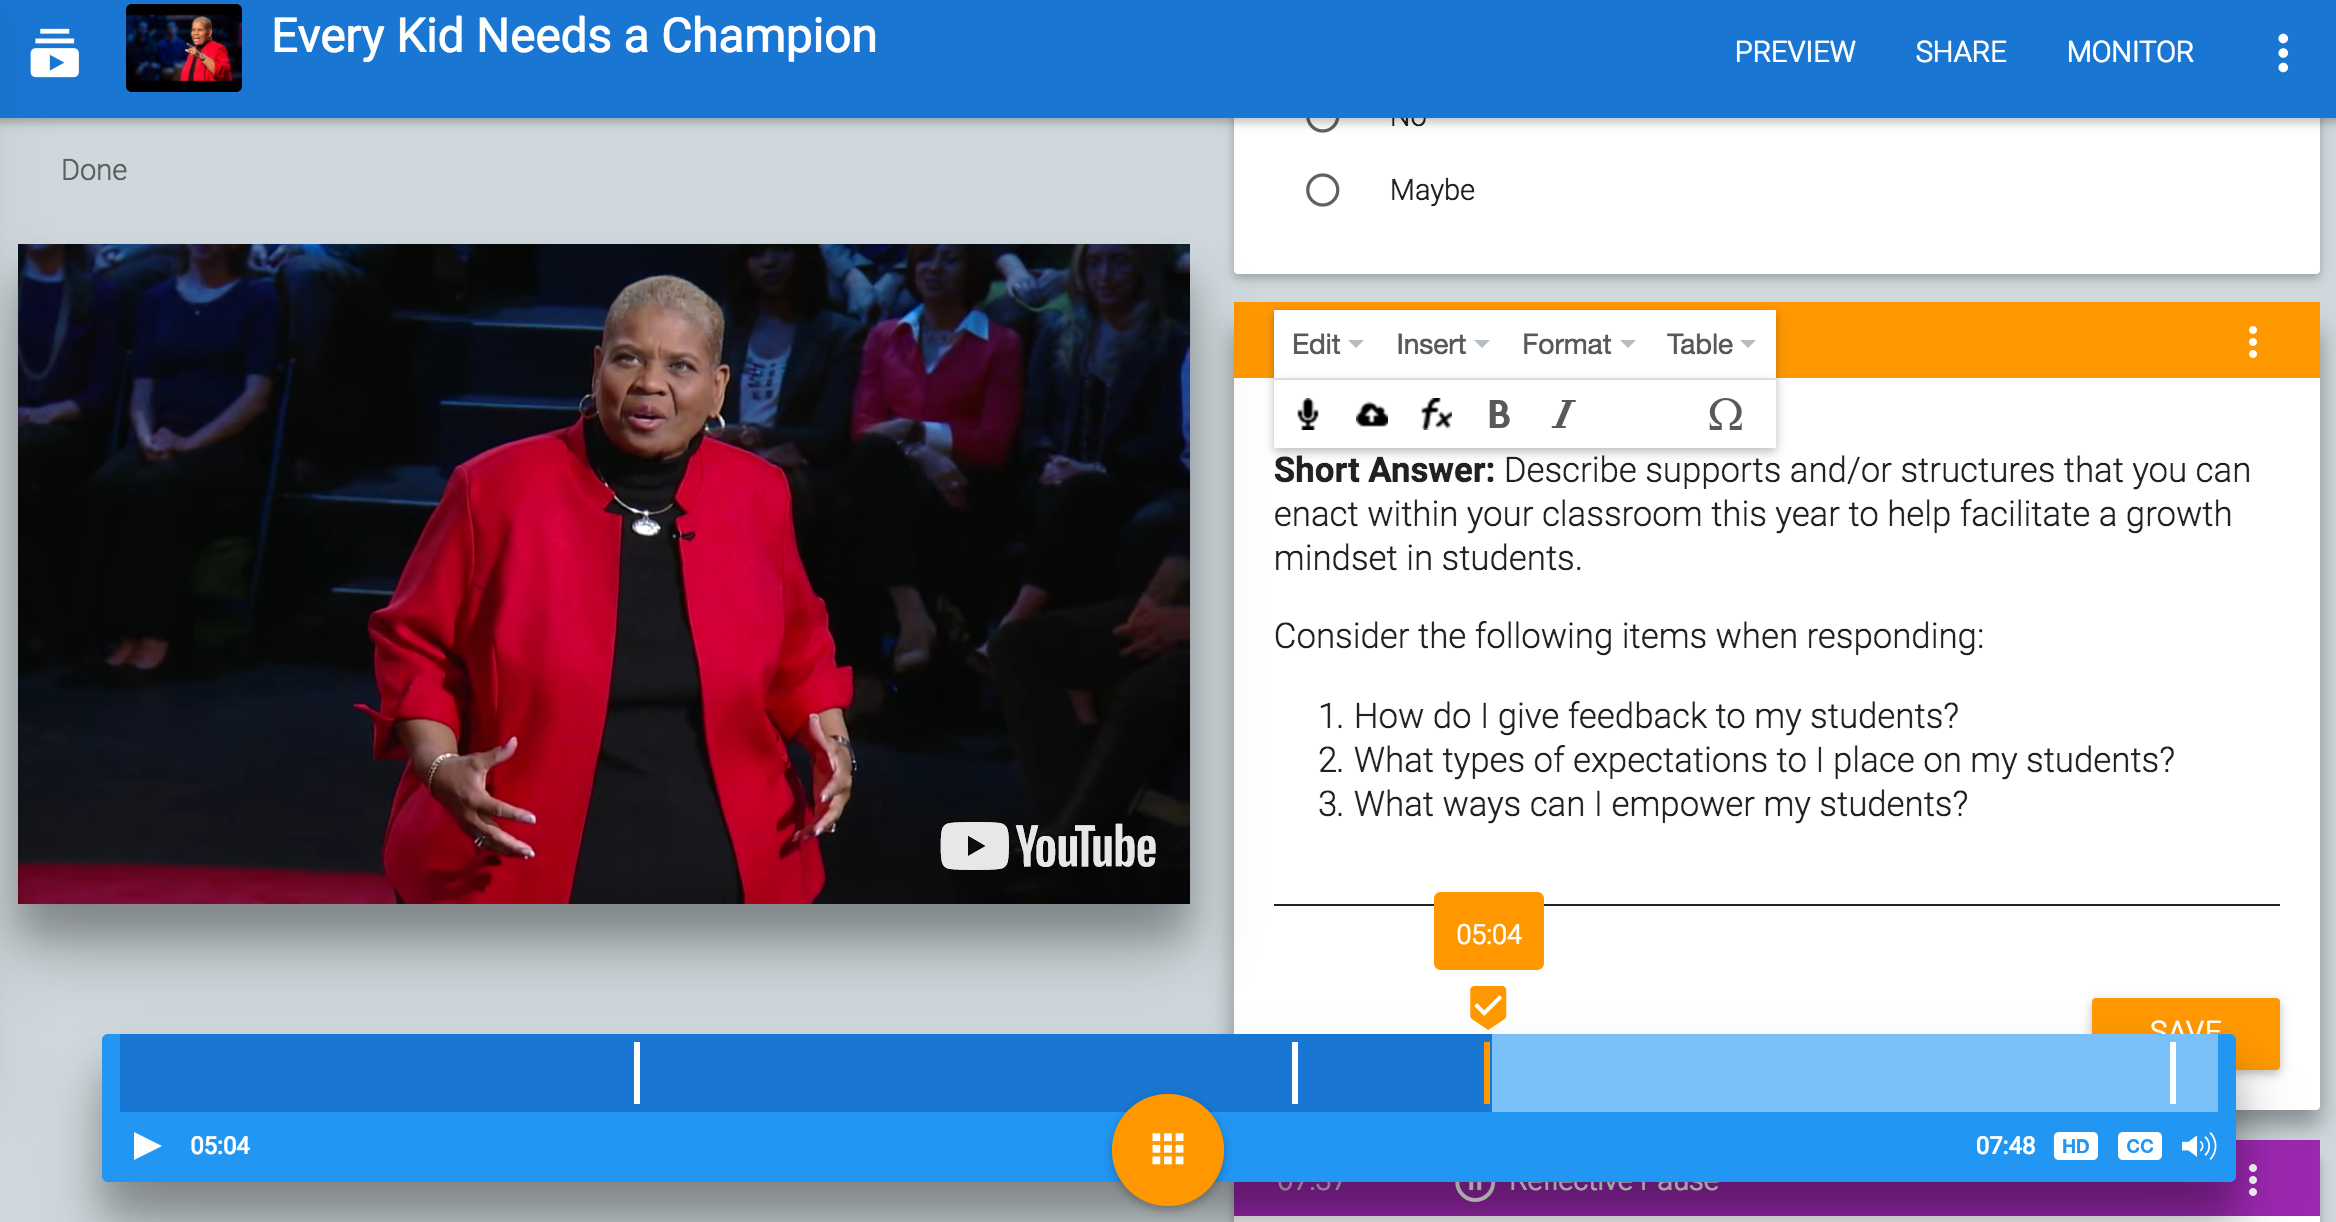 Every Kid Needs a Champion
PREVIEW SHARE MONITOR
Done
No
Maybe
Edit Insert Format Table
fx B I Ω
Short Answer: Describe supports and/or structures that you can
enact within your classroom this year to help facilitate a growth
mindset in students.
Consider the following items when responding:
1. How do I give feedback to my students?
2. What types of expectations to I place on my students?
3. What ways can I empower my students?
YouTube
05:04
SAVE
05:04
07:48 HD CC
07:37 Reflective Pause